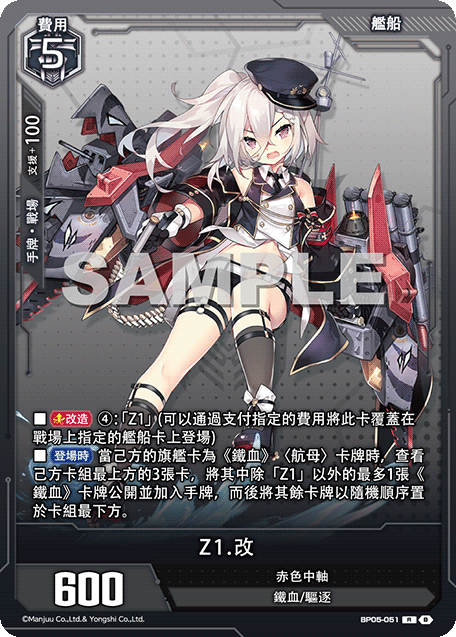 費用
5
艦船
支援+100
手牌・戰場
SAMPLE
■ 改造 ④:「Z1」(可以通過支付指定的費用將此卡覆蓋在
戰場上指定的艦船卡上登場)
■ 登場時 當己方的旗艦卡為《鐵血》〈航母〉卡牌時，查看
己方卡組最上方的3張卡，將其中除「Z1」以外的最多1張《
鐵血》卡牌公開並加入手牌，而後將其餘卡牌以隨機順序置
於卡組最下方。
Z1.改
600
赤色中軸
鐵血/驅逐
©Manjuu Co.,Ltd.& Yongshi Co.,Ltd.
BP05-051 R B